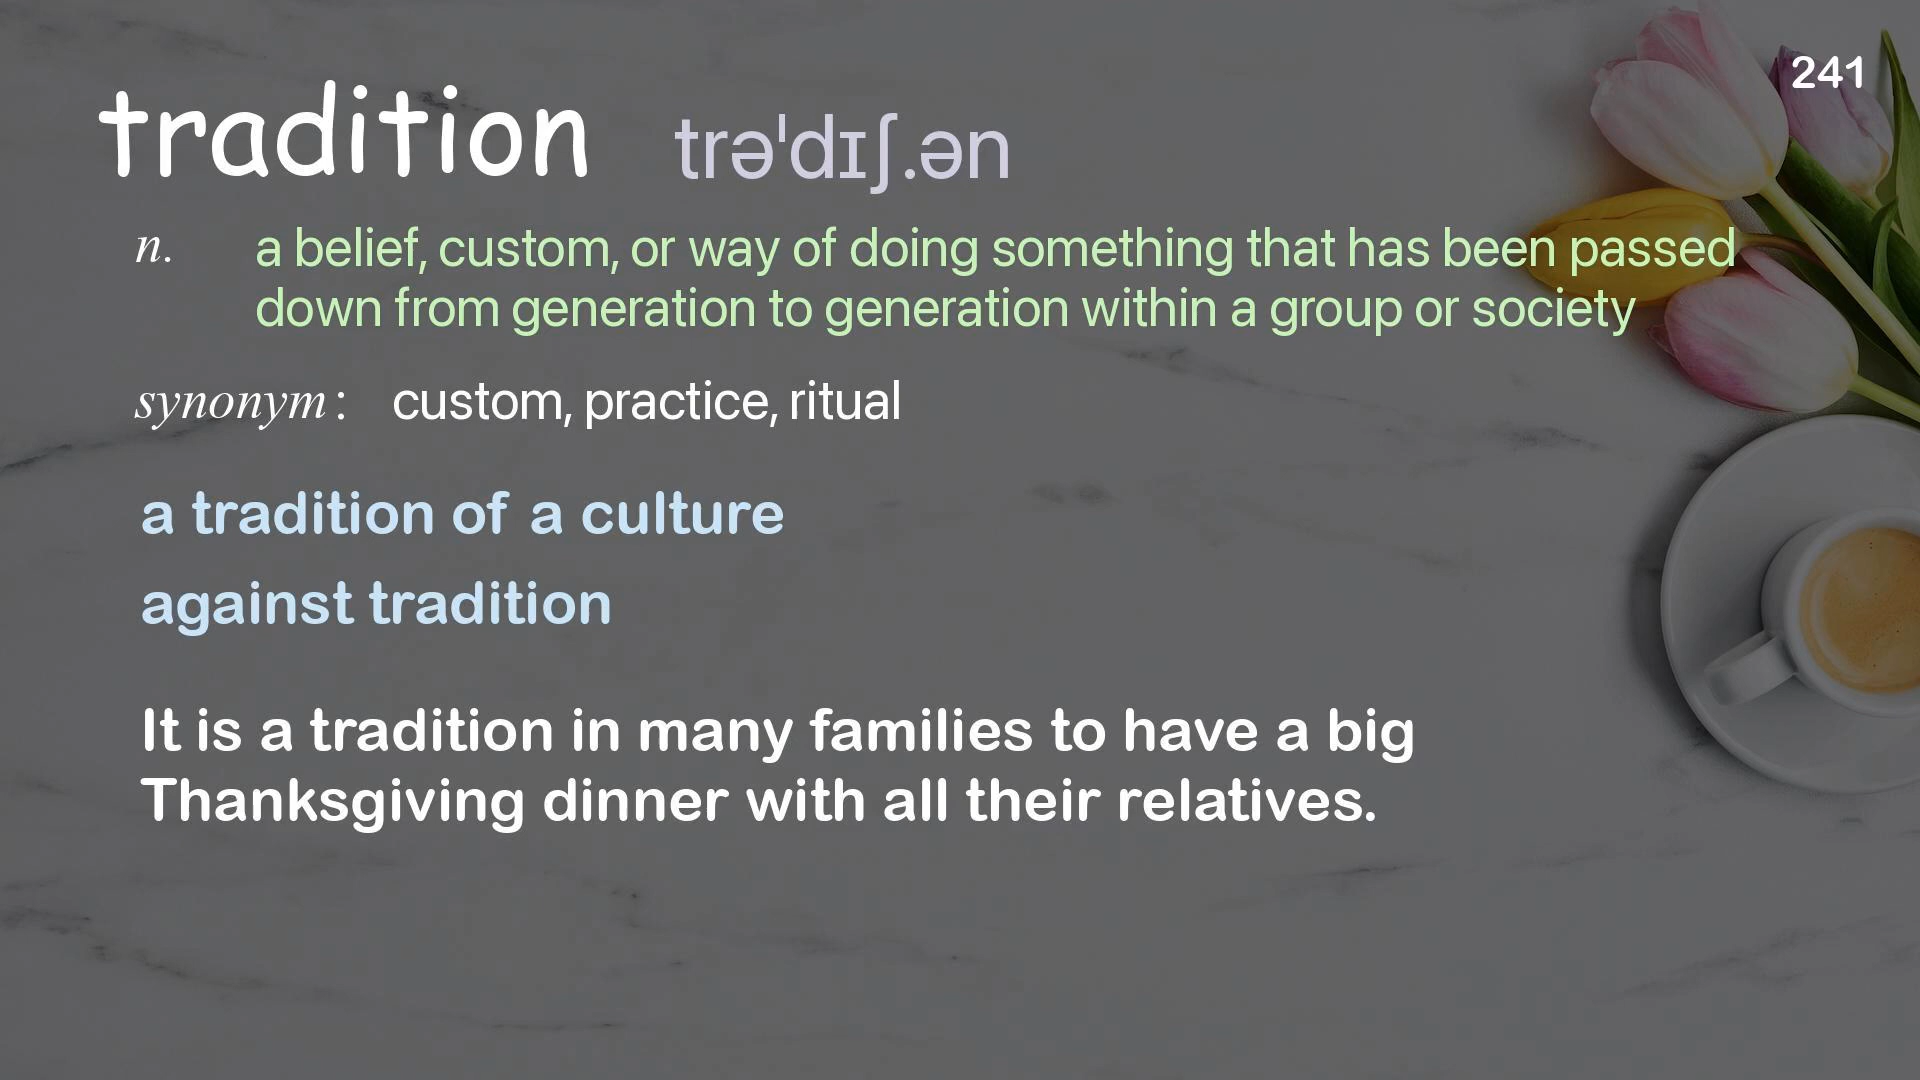 241
tradition trəˈdɪʃ.ən
n. a belief, custom, or way of doing something that has been passed
down from generation to generation within a group or society
synonym: custom, practice, ritual
a tradition of a culture
against tradition
It is a tradition in many families to have a big
Thanksgiving dinner with all their relatives.